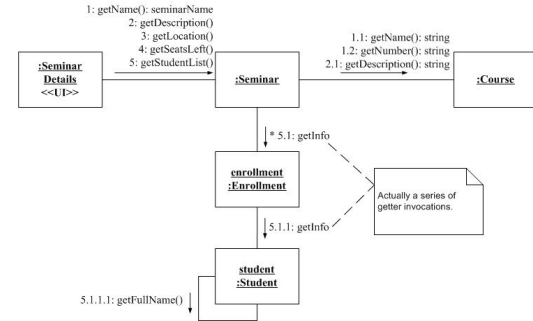 1: getName(): seminarName
2: getDescription()
3: getLocation()
4: getSeatsLeft()
5: getStudentList()
1.1: getName(): string
1.2: getNumber(): string
2.1: getDescription(): string
:Seminar
Details
<<UI>>
:Seminar
:Course
* 5.1: getInfo
enrollment
:Enrollment
Actually a series of
getter invocations.
5.1.1: getInfo
student
:Student
5.1.1.1: getFullName()